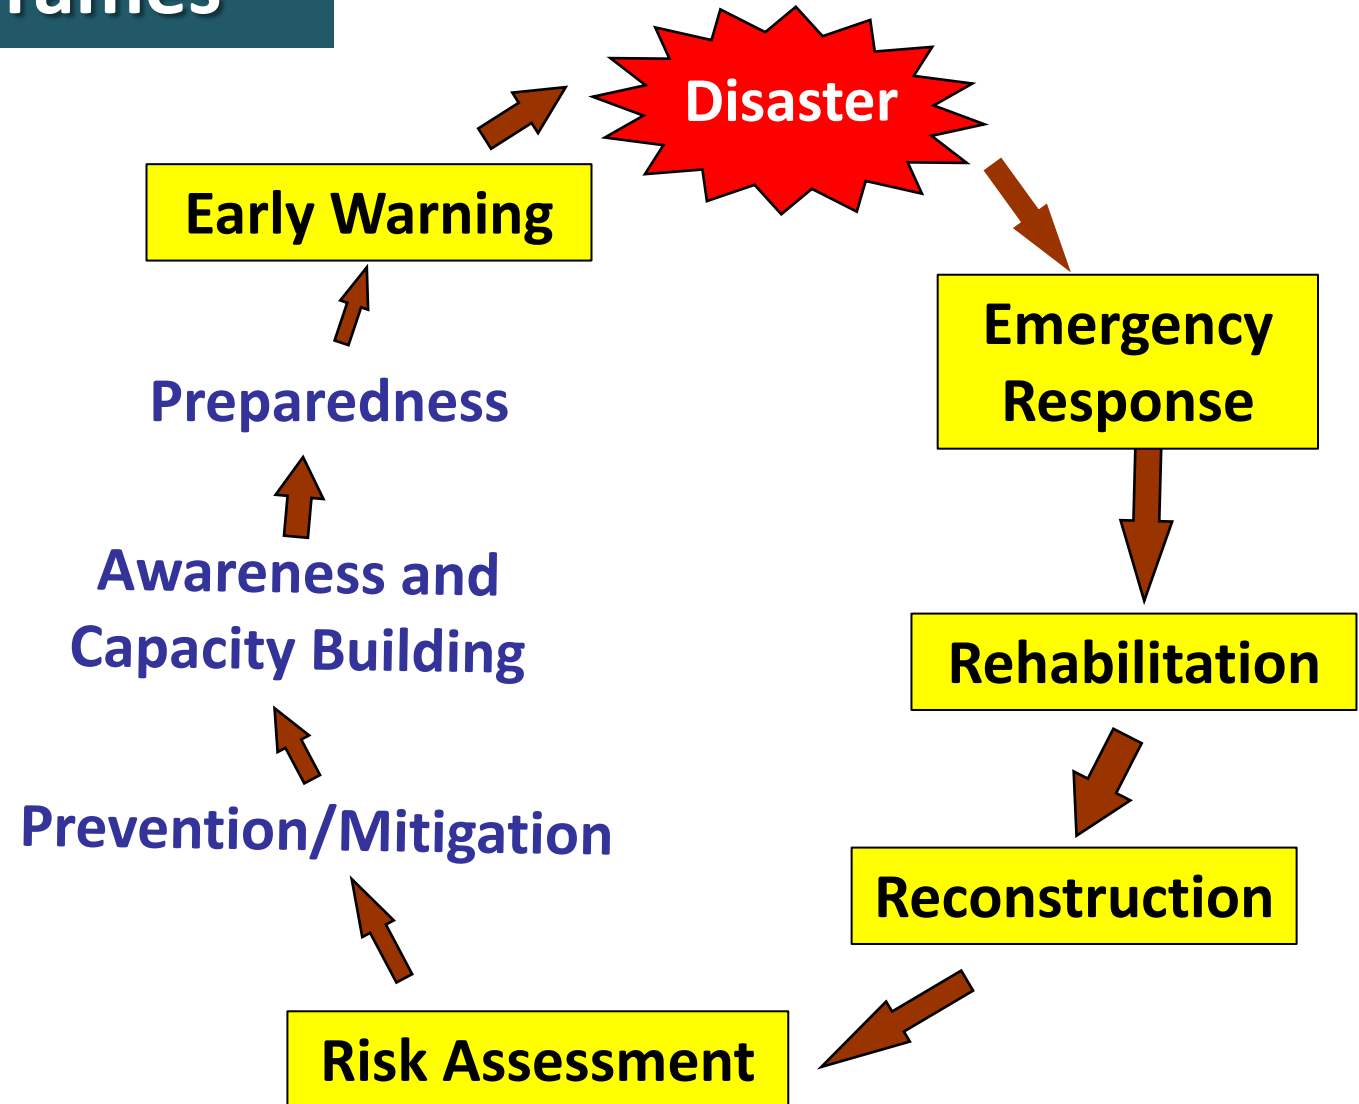 Disaster
Early Warning
Emergency
Response
Preparedness
Awareness and
Capacity Building
Rehabilitation
Prevention/Mitigation
Reconstruction
Risk Assessment